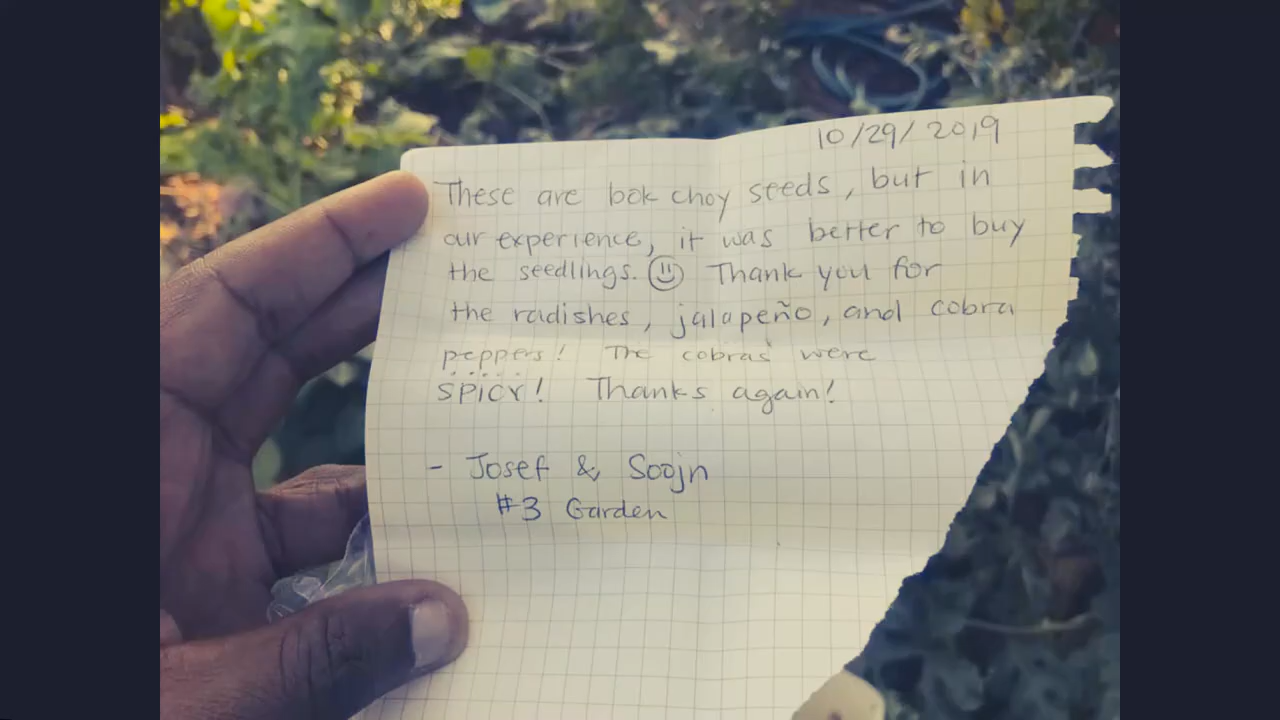 10/29/2019
These are bok choy seeds, but in
our experience, it was better to buy
the seedlings. Thank you for
the radishes, jalapeño, and cobra
peppers! The cobras were
SPICY! Thanks again!
- Josef & Soojn
#3 Garden